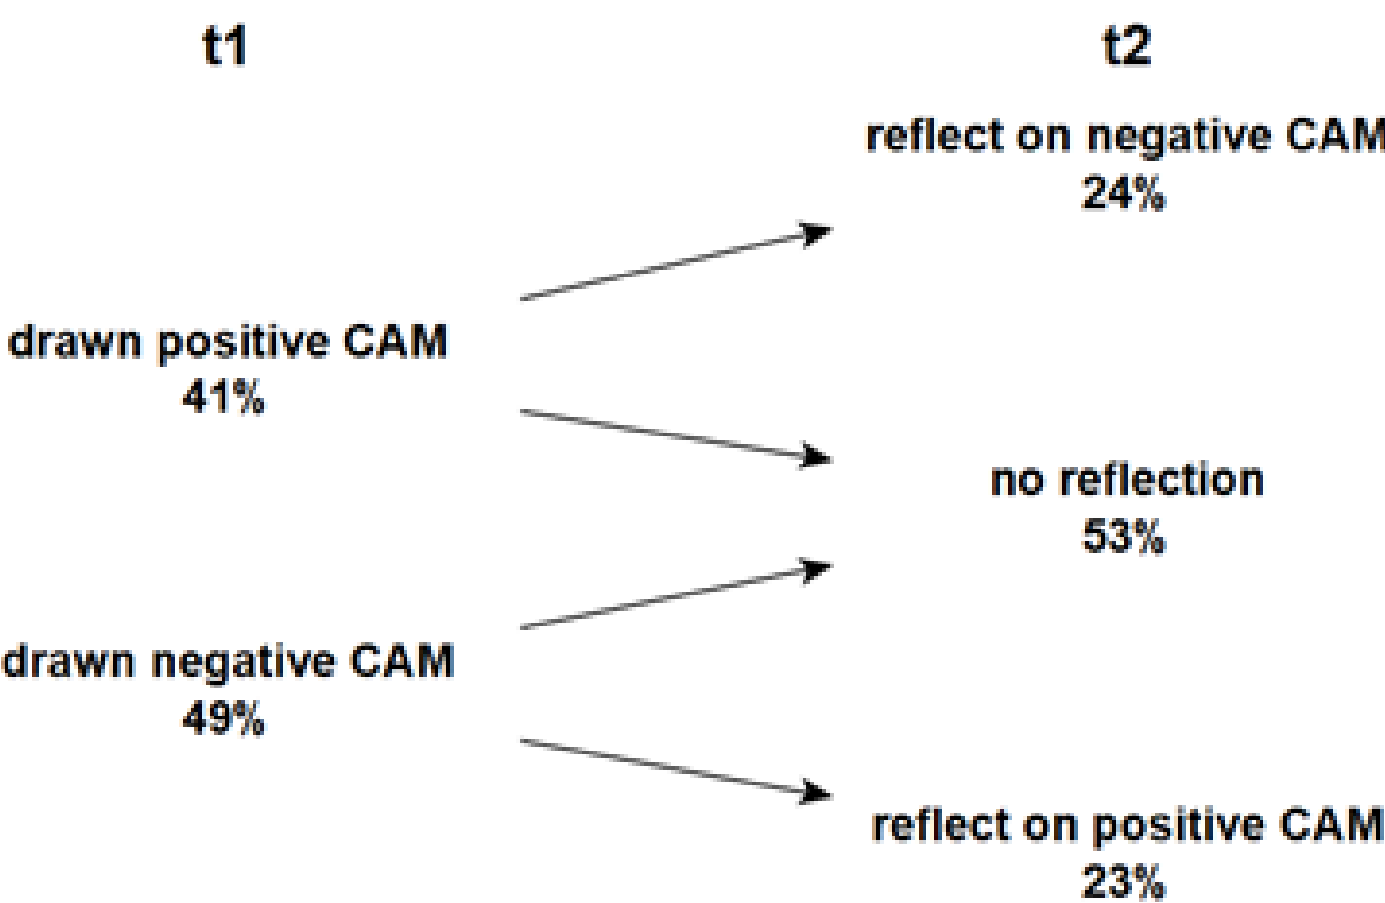 t1
t2
reflect on negative CAM
24%
drawn positive CAM
41%
no reflection
53%
drawn negative CAM
49%
reflect on positive CAM
23%